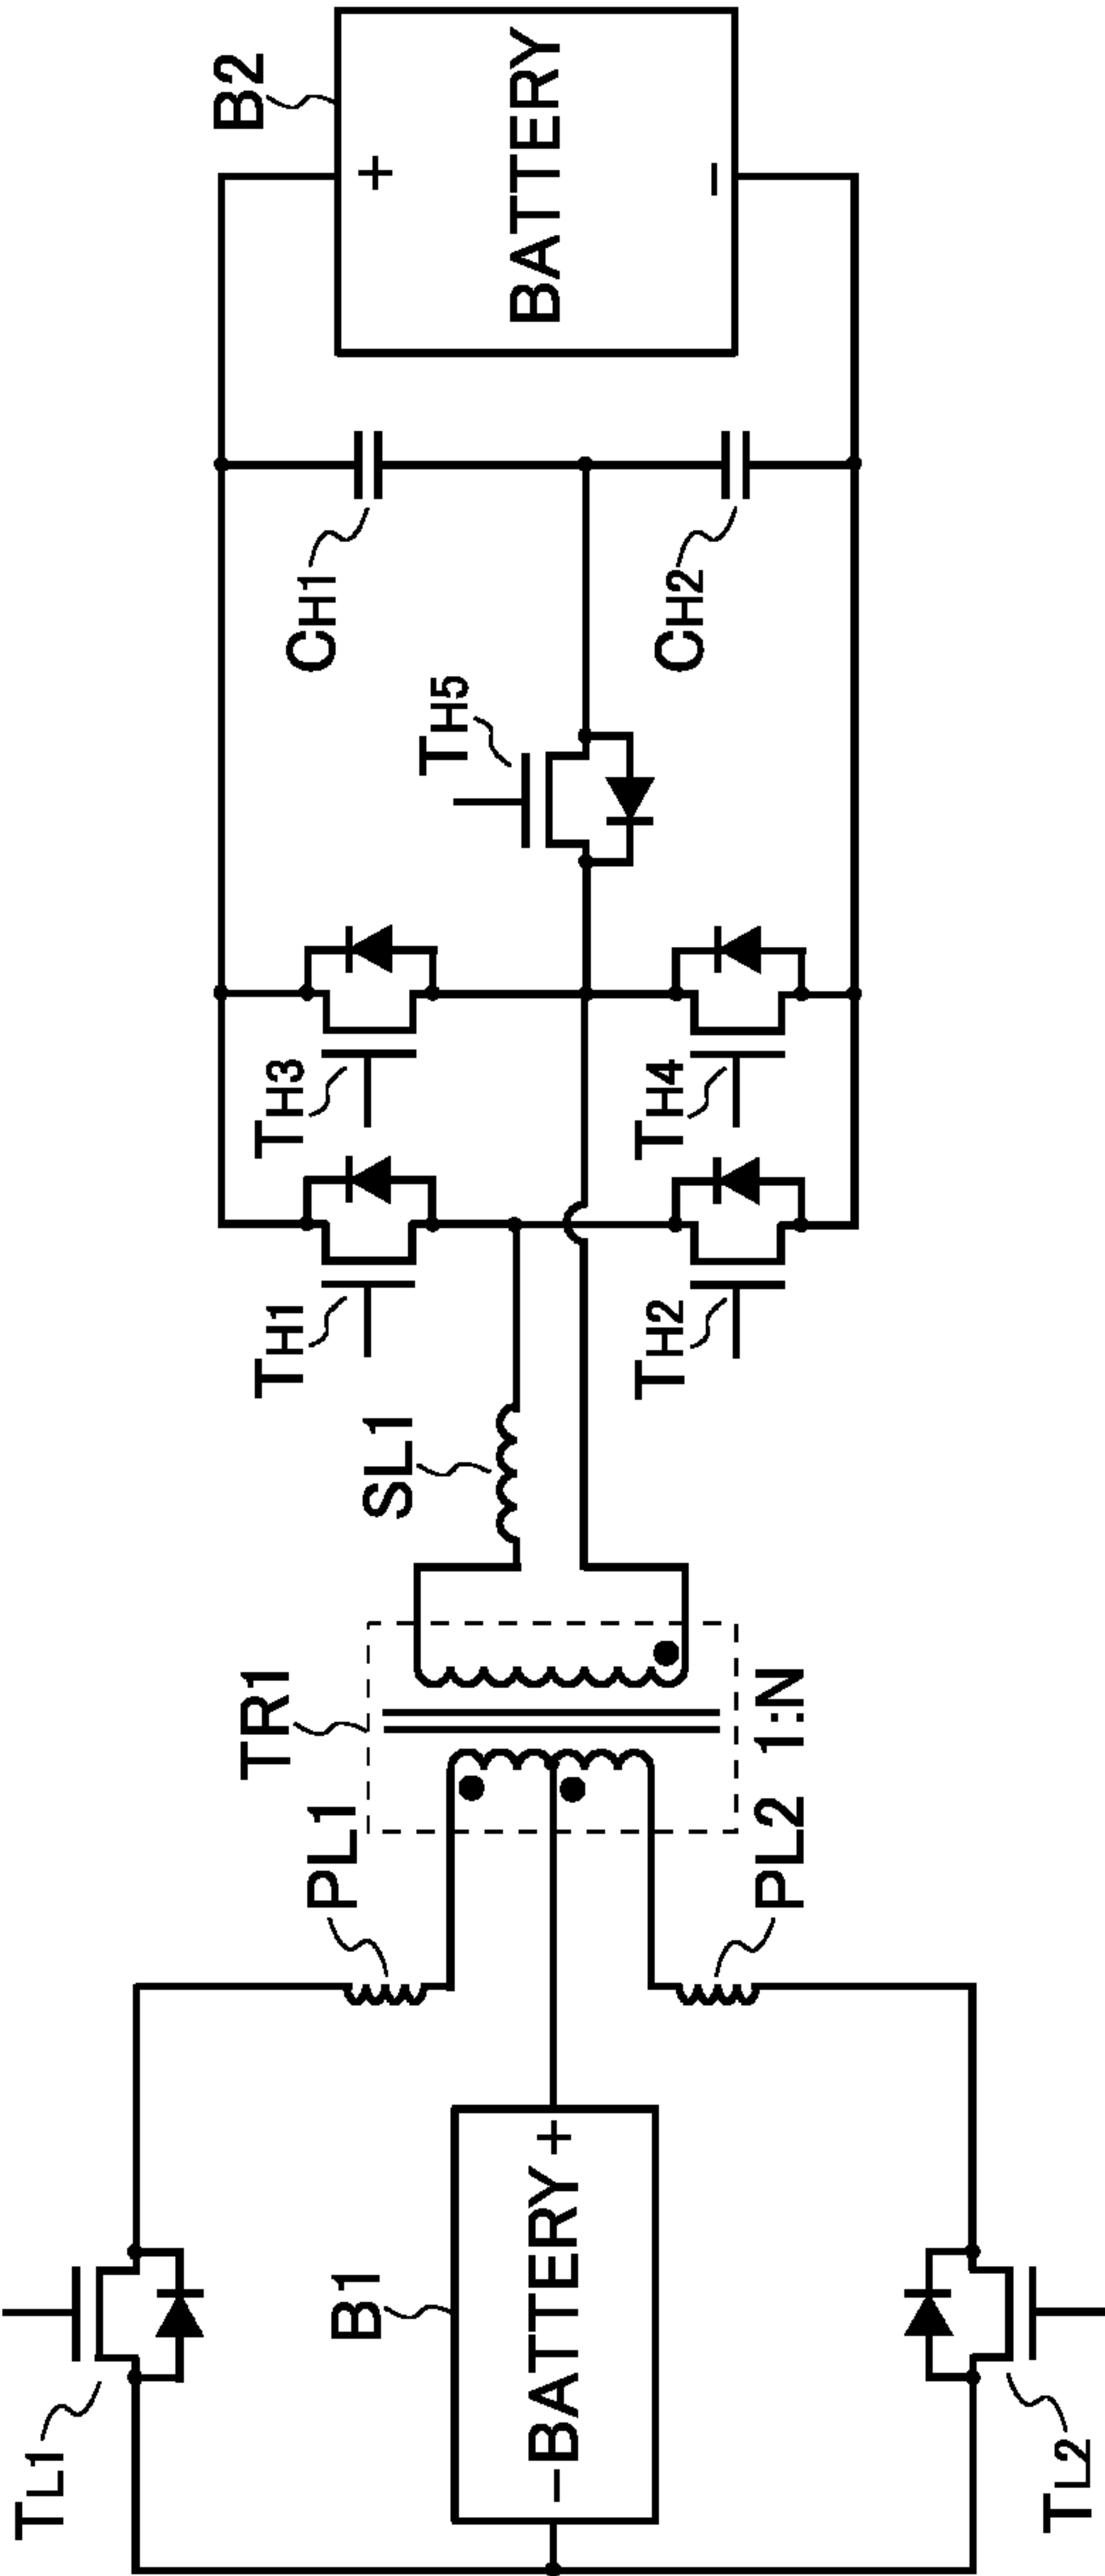 B2
BATTERY
+
−
CH1
CH2
TH5
TH3
TH4
TH1
TH2
SL1
TR1
1:N
PL1
PL2
B1
−BATTERY+
TL1
TL2